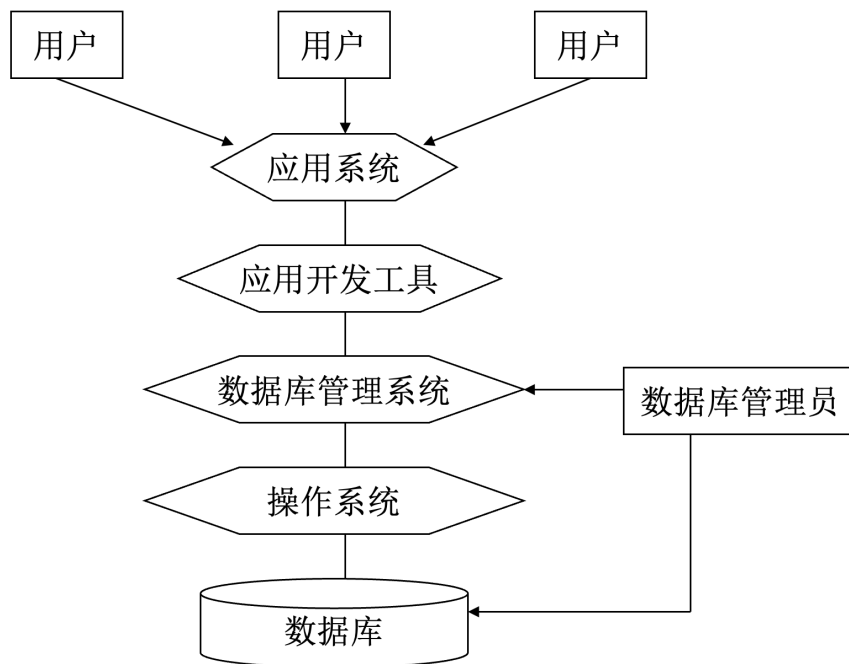 用户
用户
用户
应用系统
应用开发工具
数据库管理系统
数据库管理员
操作系统
数据库